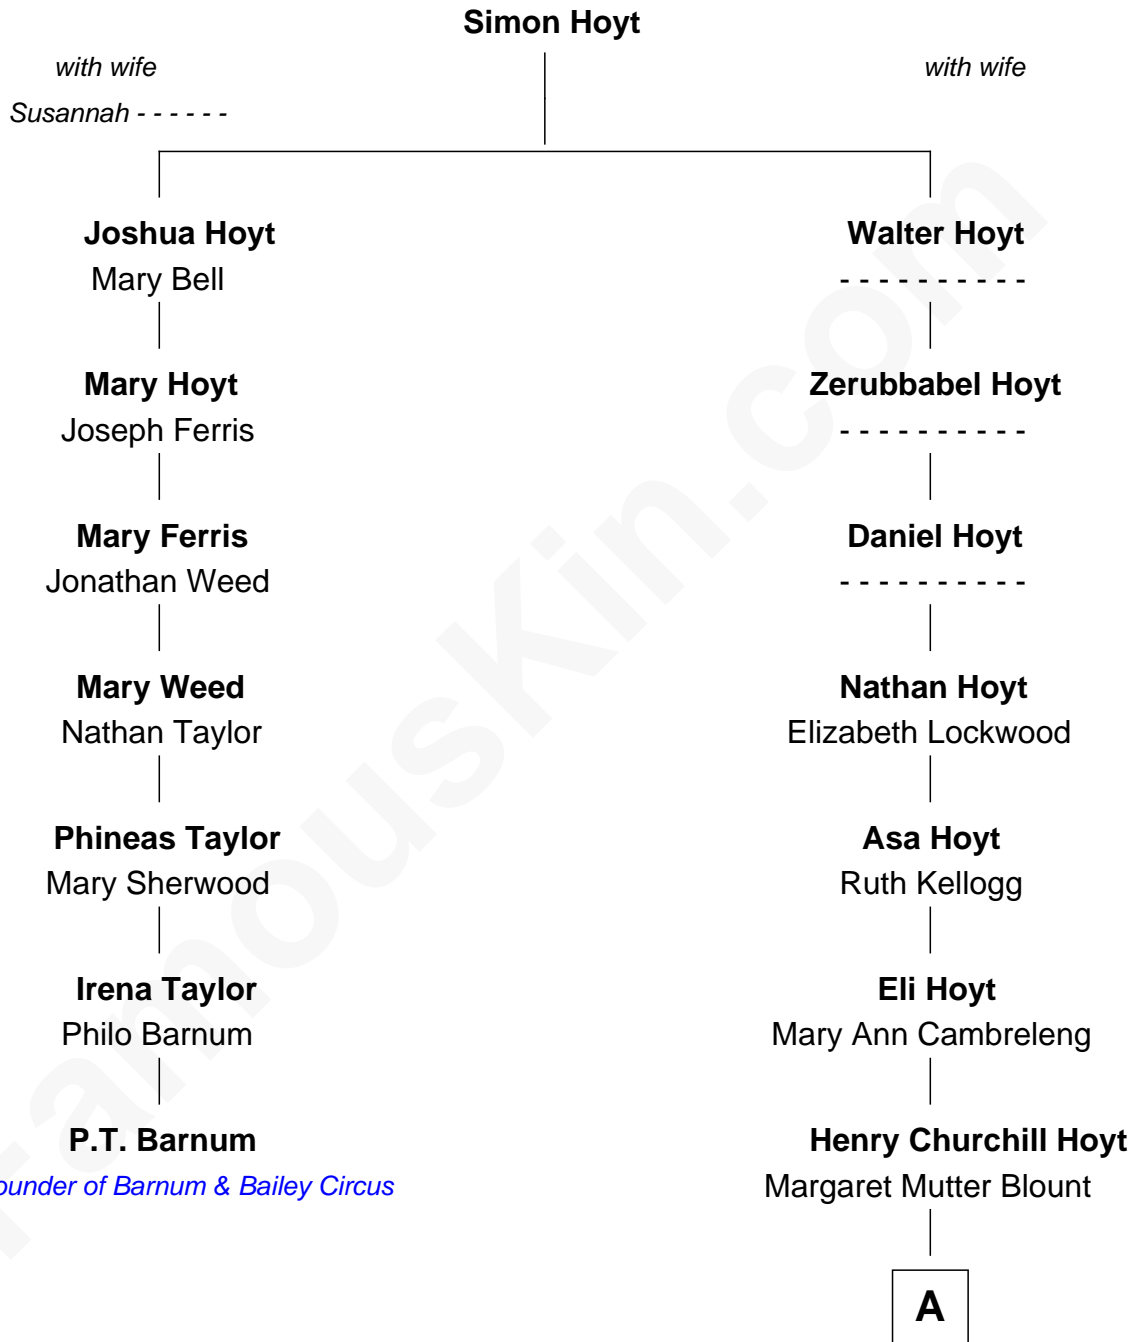 Simon Hoyt
with wife
with wife
Susannah - - - - - -
Joshua Hoyt
Walter Hoyt
Mary Bell
- - - - - - - - - -
Mary Hoyt
Zerubbabel Hoyt
Joseph Ferris
- - - - - - - - - -
Mary Ferris
Daniel Hoyt
Jonathan Weed
- - - - - - - - - -
Mary Weed
Nathan Hoyt
Nathan Taylor
Elizabeth Lockwood
Phineas Taylor
Asa Hoyt
Mary Sherwood
Ruth Kellogg
Irena Taylor
Eli Hoyt
Philo Barnum
Mary Ann Cambreleng
P.T. Barnum
Henry Churchill Hoyt
ounder of Barnum & Bailey Circus
Margaret Mutter Blount
A
FamousKin.com